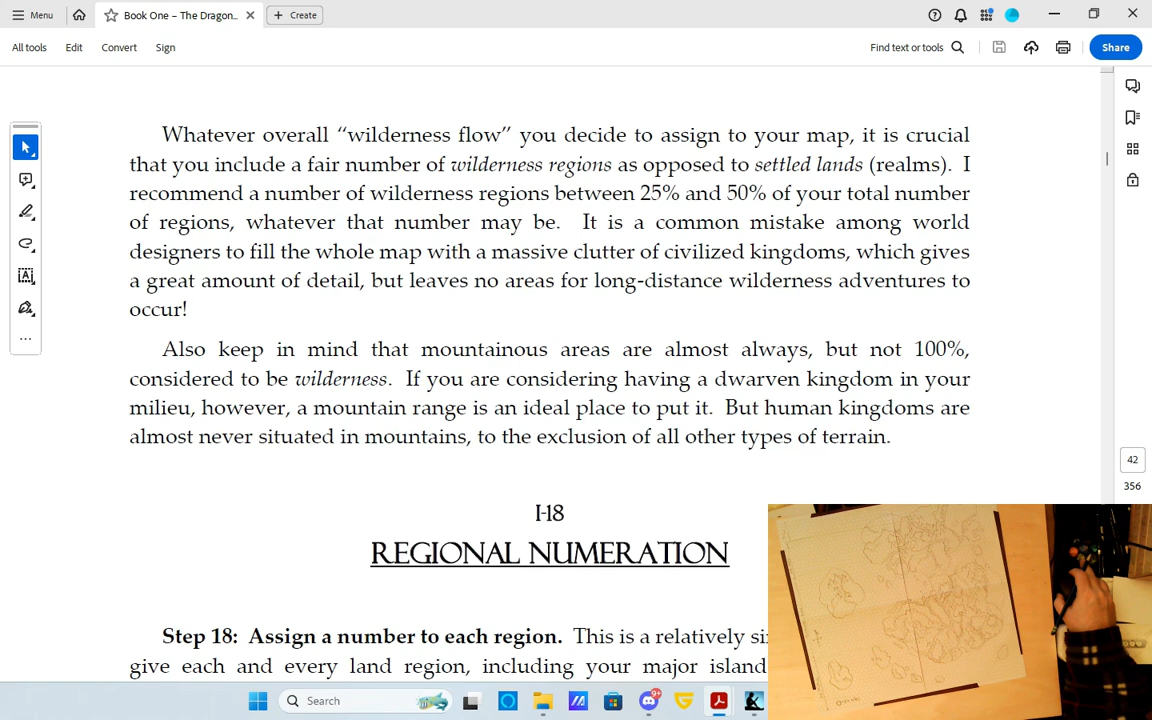 Menu
Book One – The Dragon...
Create
All tools
Edit
Convert
Sign
Find text or tools
Share
Whatever overall “wilderness flow” you decide to assign to your map, it is crucial
that you include a fair number of wilderness regions as opposed to settled lands (realms). I
recommend a number of wilderness regions between 25% and 50% of your total number
of regions, whatever that number may be. It is a common mistake among world
designers to fill the whole map with a massive clutter of civilized kingdoms, which gives
a great amount of detail, but leaves no areas for long-distance wilderness adventures to
occur!
Also keep in mind that mountainous areas are almost always, but not 100%,
considered to be wilderness. If you are considering having a dwarven kingdom in your
milieu, however, a mountain range is an ideal place to put it. But human kingdoms are
almost never situated in mountains, to the exclusion of all other types of terrain.
42
356
I-18
REGIONAL NUMERATION
Step 18: Assign a number to each region. This is a relatively si
give each and every land region, including your major island
Search
9+